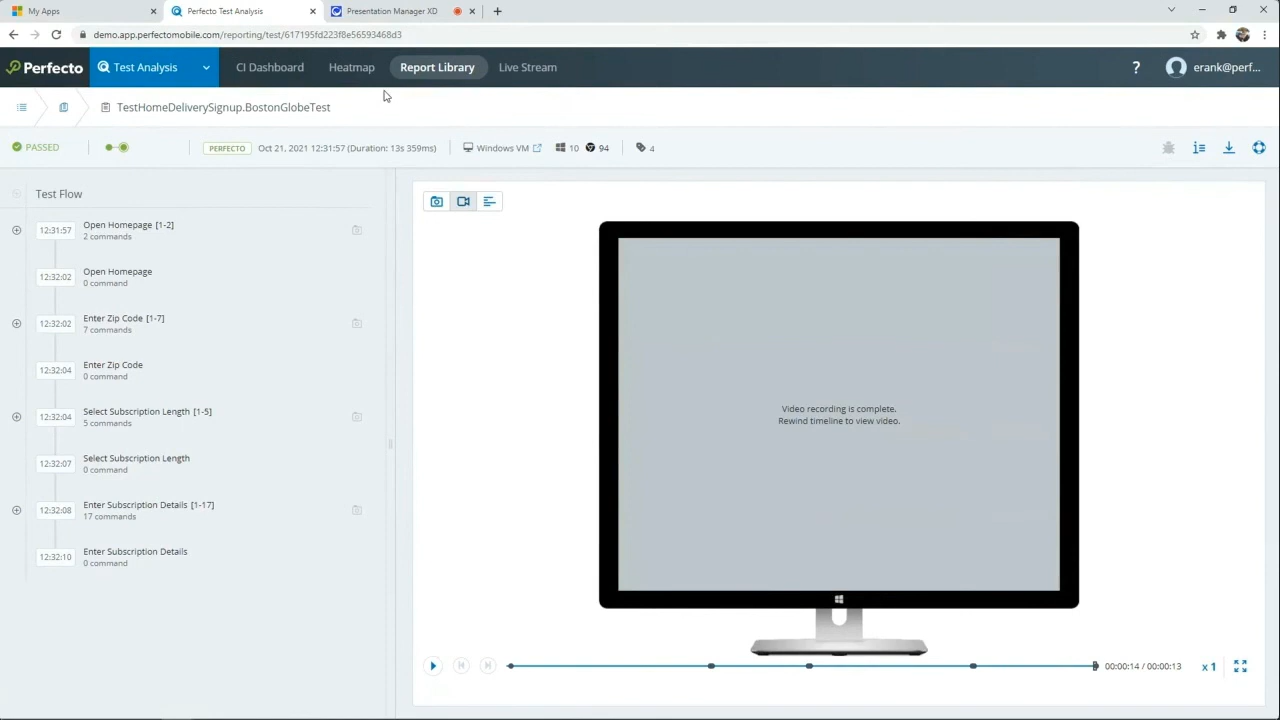 My Apps
Perfecto Test Analysis
Presentation Manager XD
demo.app.perfectomobile.com/reporting/test/617195fd223f8e56593468d3
Perfecto
Test Analysis
CI Dashboard
Heatmap
Report Library
Live Stream
?
erank@perf...
TestHomeDeliverySignup.BostonGlobeTest
PASSED
PERFECTO
Oct 21, 2021 12:31:57 (Duration: 13s 359ms)
Windows VM
10
94
4
Test Flow
12:31:57
Open Homepage [1-2]
2 commands
12:32:02
Open Homepage
0 command
12:32:02
Enter Zip Code [1-7]
7 commands
12:32:04
Enter Zip Code
0 command
12:32:04
Select Subscription Length [1-5]
5 commands
12:32:07
Select Subscription Length
0 command
12:32:08
Enter Subscription Details [1-17]
17 commands
12:32:10
Enter Subscription Details
0 command
Video recording is complete.
Rewind timeline to view video.
00:00:14 / 00:00:13
x 1